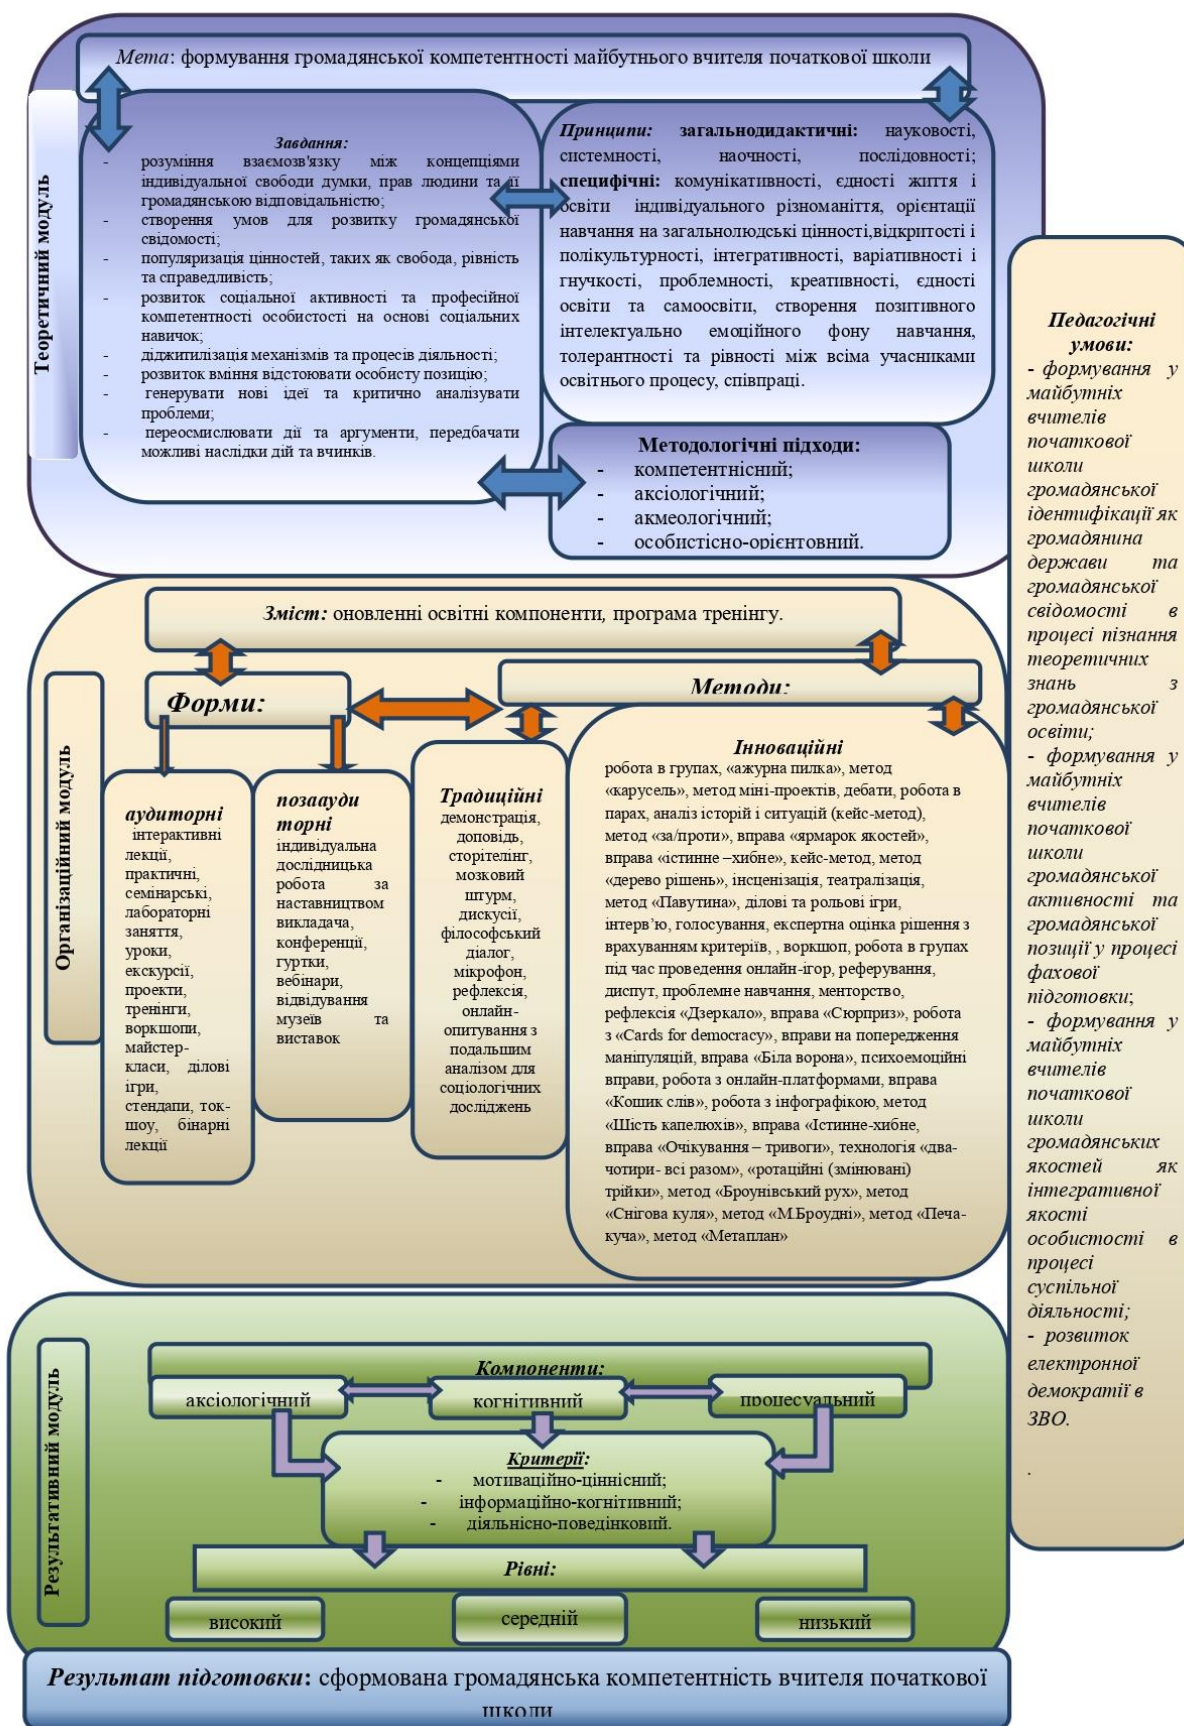 Мета: формування громадянської компетентності майбутнього вчителя початкової школи
Теоретичний модуль
Завдання:
- розуміння взаємозв'язку між концепціями
індивідуальної свободи думки, прав людини та її
громадянською відповідальністю;
- створення умов для розвитку громадянської
свідомості;
- популяризація цінностей, таких як свобода, рівність
та справедливість;
- розвиток соціальної активності та професійної
компетентності особистості на основі соціальних
навичок;
- діджитилізація механізмів та процесів діяльності;
- розвиток вміння відстоювати особисту позицію;
- генерувати нові ідеї та критично аналізувати
проблеми;
- переосмислювати дії та аргументи, передбачати
можливі наслідки дій та вчинків.
Принципи: загальнодидактичні: науковості,
системності, наочності, послідовності;
специфічні: комунікативності, єдності життя і
освіти індивідуального різноманіття, орієнтації
навчання на загальнолюдські цінності,відкритості і
полікультурності, інтегративності, варіативності і
гнучкості, проблемності, креативності, єдності
освіти та самоосвіти, створення позитивного
інтелектуально емоційного фону навчання,
толерантності та рівності між всіма учасниками
освітнього процесу, співпраці.
Методологічні підходи:
- компетентнісний;
- аксіологічний;
- акмеологічний;
- особистісно-орієнтовний.
Педагогічні
умови:
- формування у
майбутніх
вчителів
початкової
школи
громадянської
ідентифікації як
громадянина
держави та
громадянської
свідомості в
процесі пізнання
теоретичних
знань з
громадянської
освіти;
- формування у
майбутніх
вчителів
початкової
школи
громадянської
активності та
громадянської
позиції у процесі
фахової
підготовки;
- формування у
майбутніх
вчителів
початкової
школи
громадянських
якостей як
інтегративної
якості
особистості в
процесі
суспільної
діяльності;
- розвиток
електронної
демократії в
ЗВО.
.
Організаційний модуль
Зміст: оновленні освітні компоненти, програма тренінгу.
Форми:
Методи:
аудиторні
інтерактивні
лекції,
практичні,
семінарські,
лабораторні
заняття,
уроки,
екскурсії,
проекти,
тренінги,
воркшопи,
майстер-
класи, ділові
ігри,
стендапи, ток-
шоу, бінарні
лекції
позаауди
торні
індивідуальна
дослідницька
робота за
наставництвом
викладача,
конференції,
гуртки,
вебінари,
відвідування
музеїв та
виставок
Традиційні
демонстрація,
доповідь,
сторітелінг,
мозковий
штурм,
дискусії,
філософський
діалог,
мікрофон,
рефлексія,
онлайн-
опитування з
подальшим
аналізом для
соціологічних
досліджень
Інноваційні
робота в групах, «ажурна пилка», метод
«карусель», метод міні-проектів, дебати, робота в
парах, аналіз історій і ситуацій (кейс-метод),
метод «за/проти», вправа «ярмарок якостей»,
вправа «істинне –хибне», кейс-метод, метод
«дерево рішень», інсценізація, театралізація,
метод «Павутина», ділові та рольові ігри,
інтерв’ю, голосування, експертна оцінка рішення з
врахуванням критеріїв, , воркшоп, робота в групах
під час проведення онлайн-ігор, реферування,
диспут, проблемне навчання, менторство,
рефлексія «Дзеркало», вправа «Сюрприз», робота
з «Cards for democracy», вправи на попередження
маніпуляцій, вправа «Біла ворона», психоемоційні
вправи, робота з онлайн-платформами, вправа
«Кошик слів», робота з інфографікою, метод
«Шість капелюхів», вправа «Істинне-хибне,
вправа «Очікування – тривоги», технологія «два-
чотири- всі разом», «ротаційні (змінювані)
трійки», метод «Броунівський рух», метод
«Снігова куля», метод «М.Броудні», метод «Печа-
куча», метод «Метаплан»
Результативний модуль
Компоненти:
аксіологічний
когнітивний
процесуальний
Критерії:
- мотиваційно-ціннісний;
- інформаційно-когнітивний;
- діяльнісно-поведінковий.
Рівні:
високий
середній
низький
Результат підготовки: сформована громадянська компетентність вчителя початкової
школи